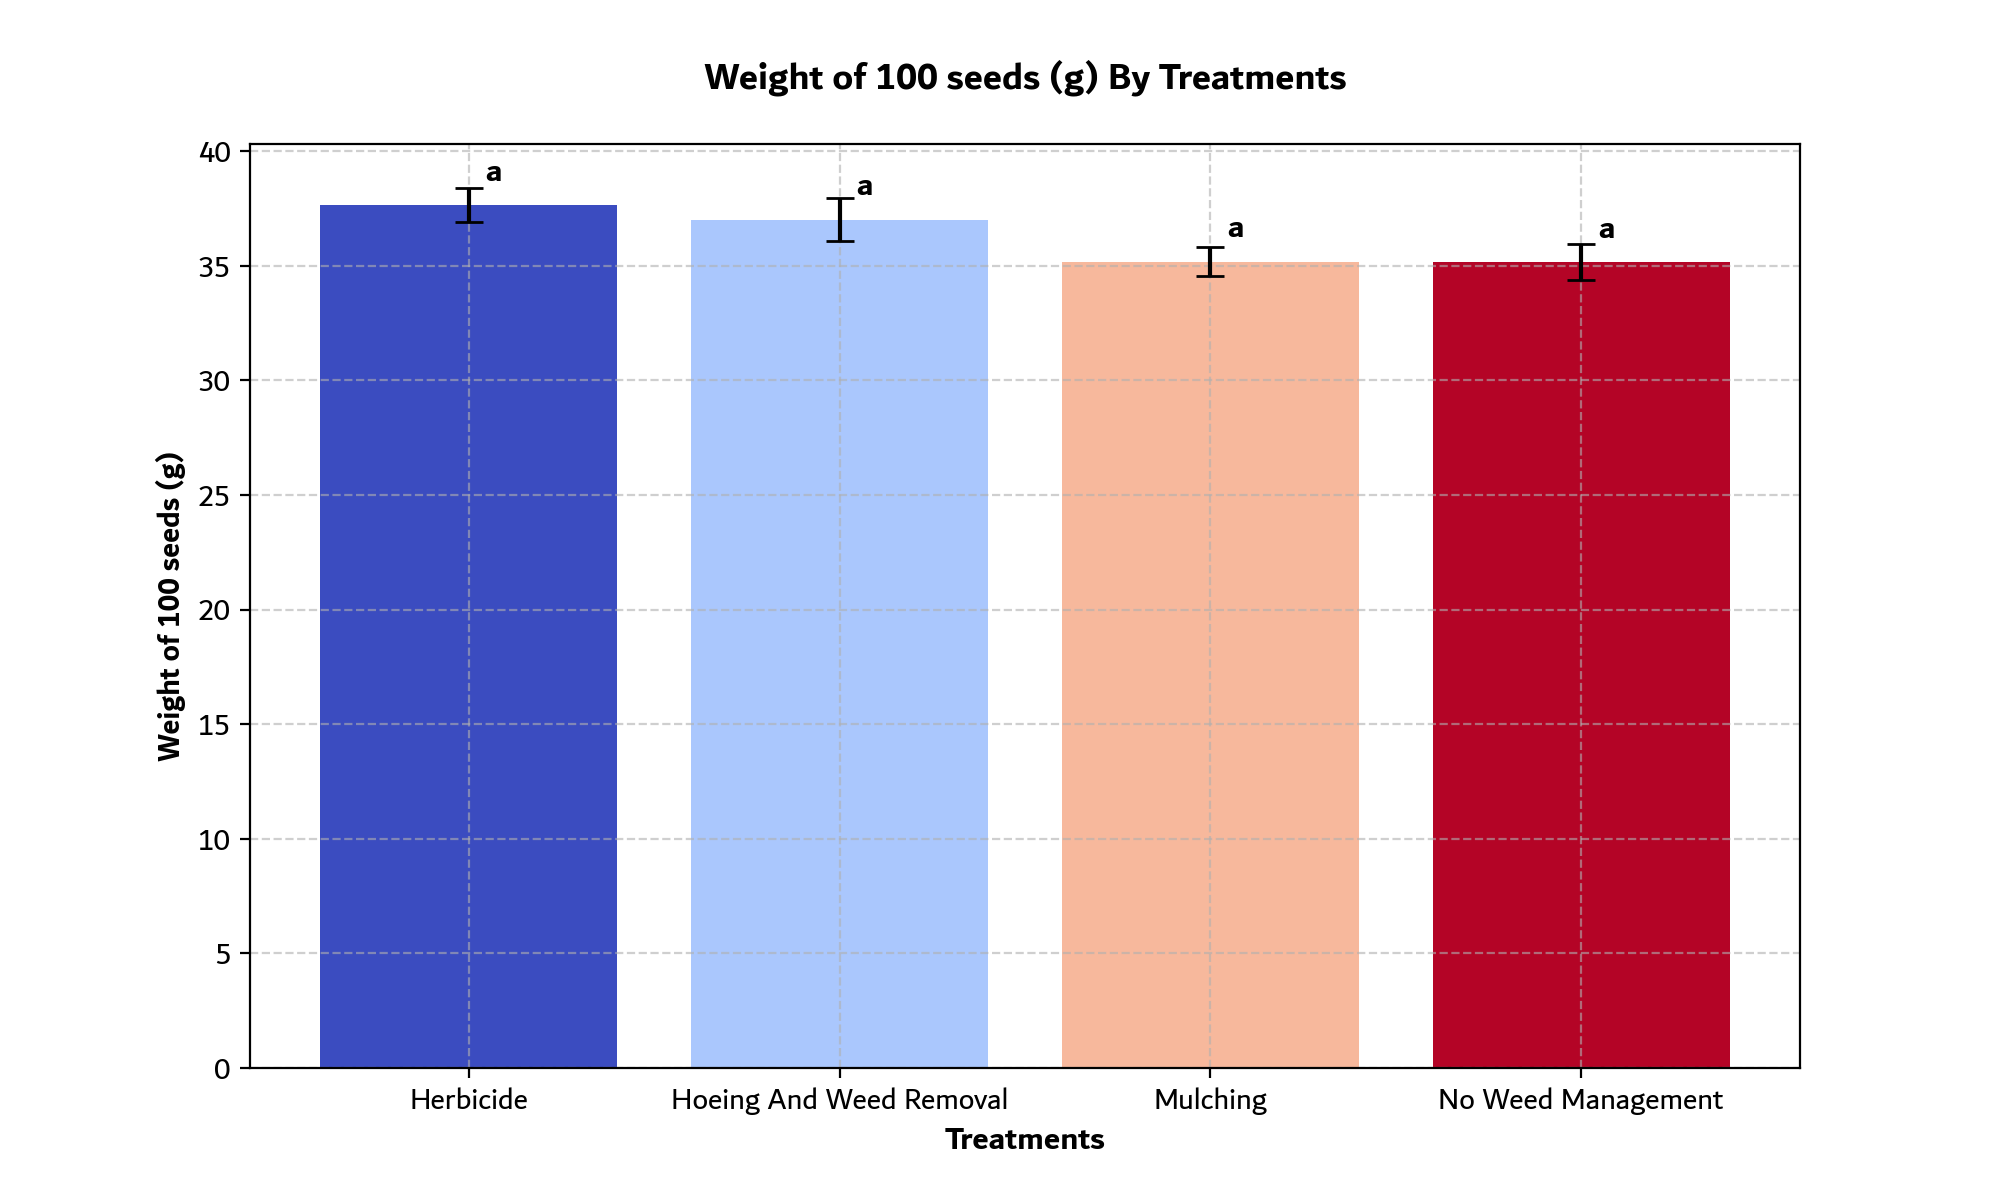 Weight of 100 seeds (g) By Treatments
40
35
30
25
20
15
10
5
0
Weight of 100 seeds (g)
a
a
a
a
Herbicide
Hoeing And Weed Removal
Mulching
No Weed Management
Treatments